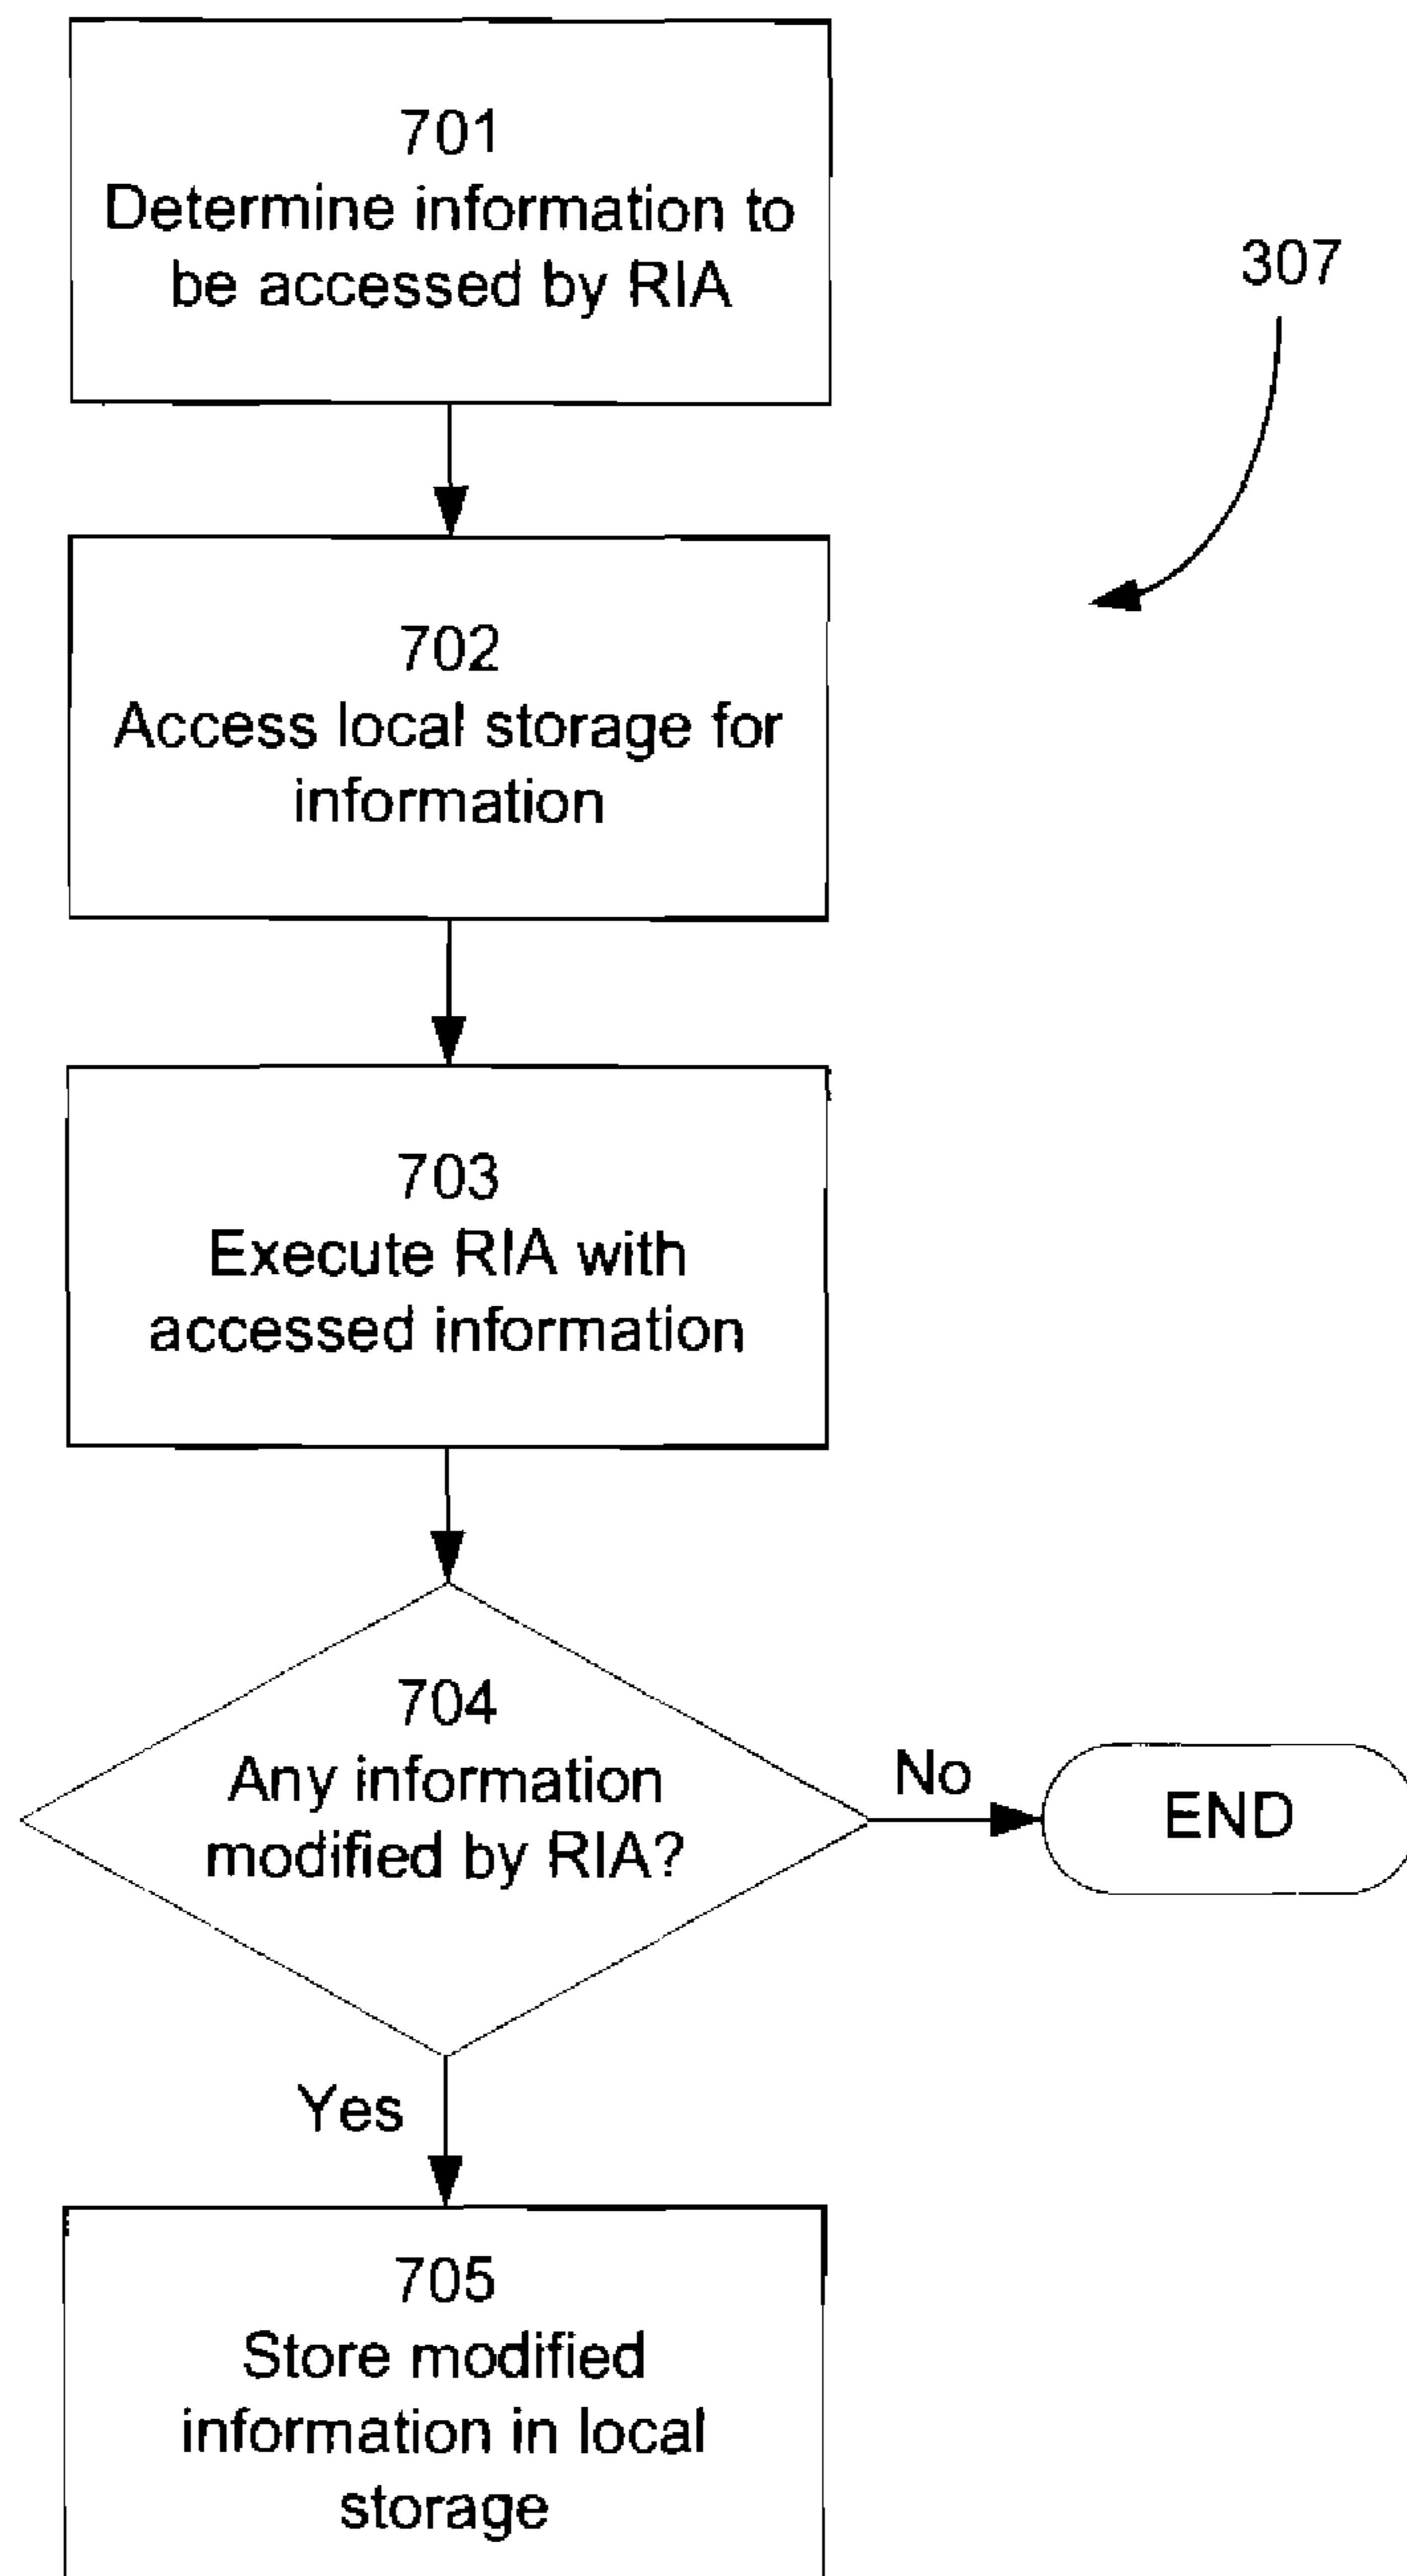 701
Determine information to
be accessed by RIA
307
702
Access local storage for
information
703
Execute RIA with
accessed information
704
Any information
modified by RIA?
No
END
Yes
705
Store modified
information in local
storage